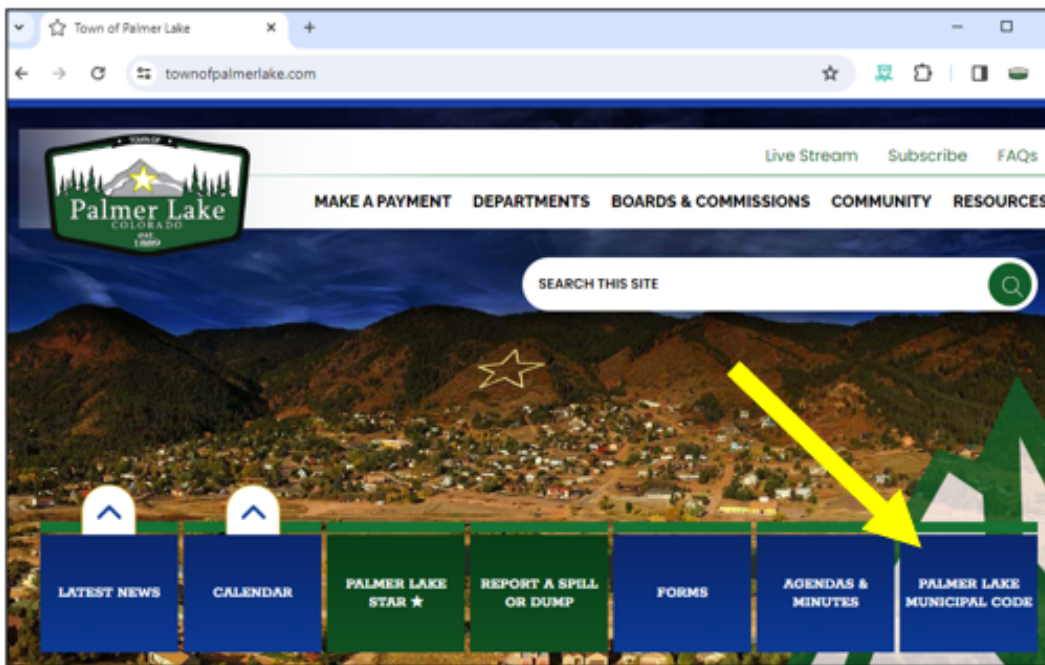 Town of Palmer Lake
townofpalmerlake.com
TOWN OF
Palmer Lake
COLORADO
est.
1889
Live Stream Subscribe FAQs
MAKE A PAYMENT DEPARTMENTS BOARDS & COMMISSIONS COMMUNITY RESOURCES
SEARCH THIS SITE
LATEST NEWS
CALENDAR
PALMER LAKE
STAR ★
REPORT A SPILL
OR DUMP
FORMS
AGENDAS &
MINUTES
PALMER LAKE
MUNICIPAL CODE